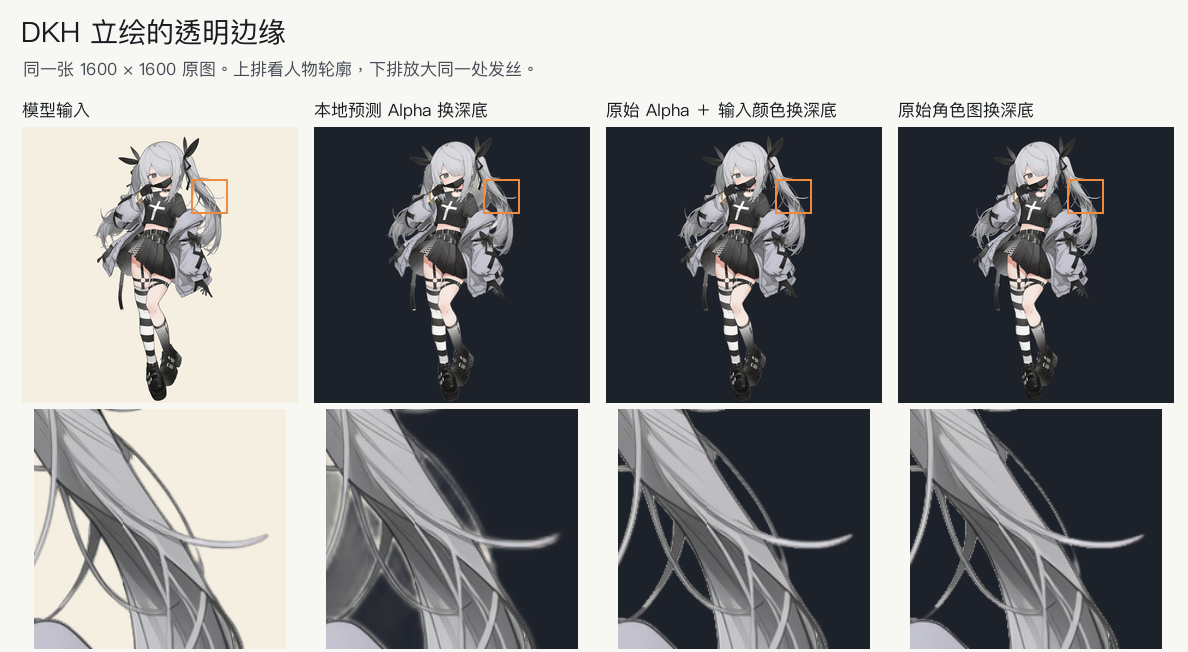 DKH 立绘的透明边缘
同一张 1600 × 1600 原图。上排看人物轮廓，下排放大同一处发丝。
模型输入
本地预测 Alpha 换深底
原始 Alpha ＋ 输入颜色换深底
原始角色图换深底